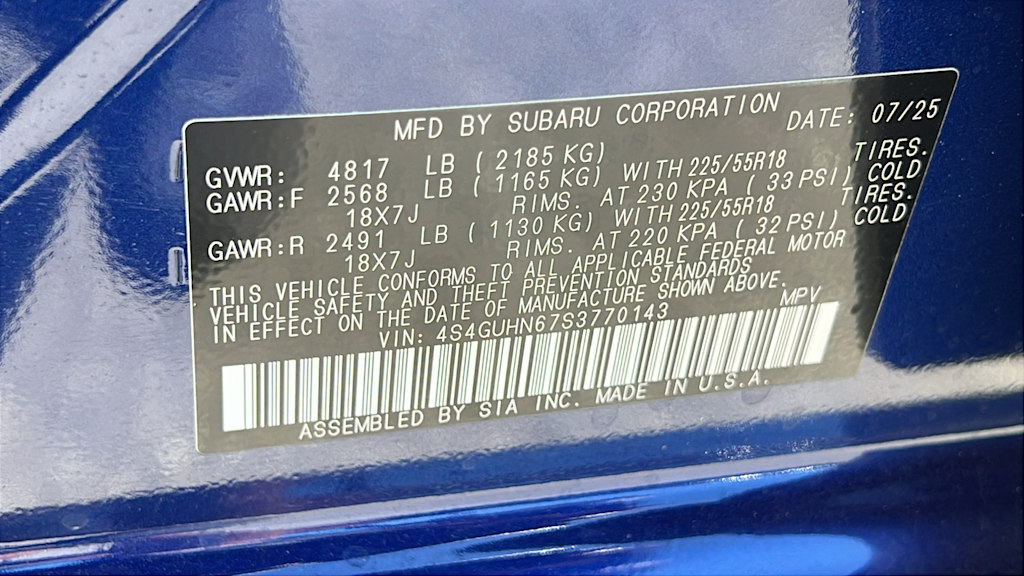 MFD BY SUBARU CORPORATION DATE: 07/25
GVWR: 4817 LB ( 2185 KG)
GAWR:F 2568 LB ( 1165 KG) WITH 225/55R18 TIRES.
18X7J RIMS. AT 230 KPA ( 33 PSI) COLD
GAWR:R 2491 LB ( 1130 KG) WITH 225/55R18 TIRES.
18X7J RIMS. AT 220 KPA ( 32 PSI) COLD
THIS VEHICLE CONFORMS TO ALL APPLICABLE FEDERAL MOTOR
VEHICLE SAFETY AND THEFT PREVENTION STANDARDS
IN EFFECT ON THE DATE OF MANUFACTURE SHOWN ABOVE.
VIN: 4S4GUHN67S3770143 MPV
ASSEMBLED BY SIA INC. MADE IN U.S.A.